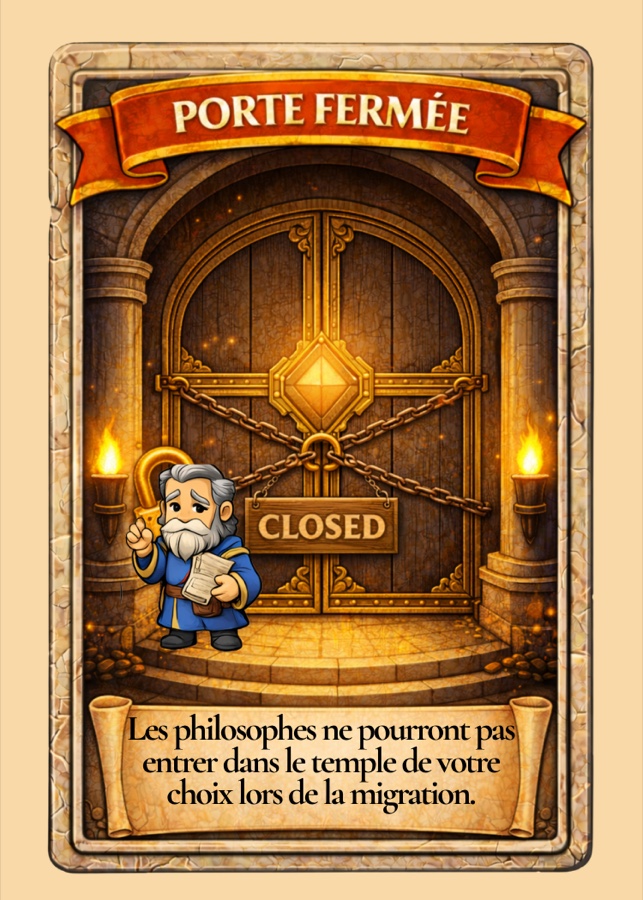 PORTE FERMÉE
CLOSED
Les philosophes ne pourront pas
entrer dans le temple de votre
choix lors de la migration.